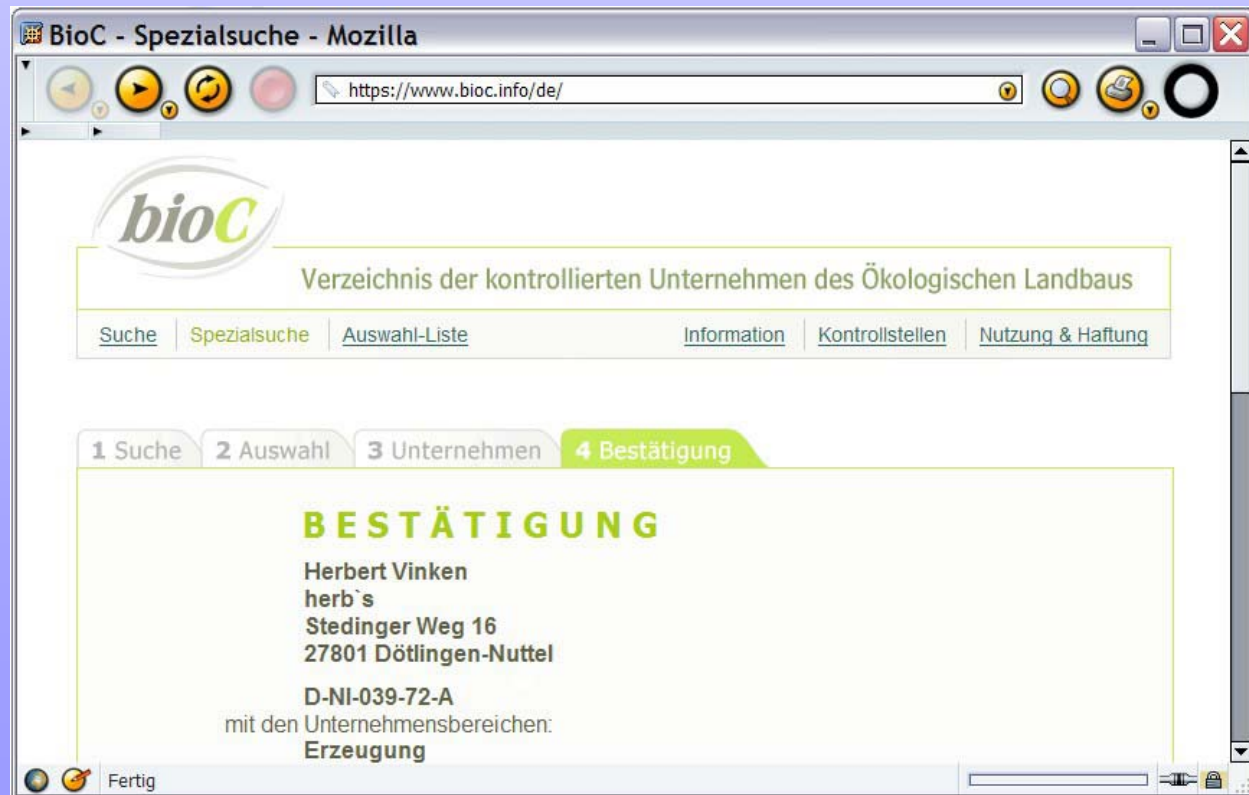 BioC - Spezialsuche - Mozilla
https://www.bioc.info/de/
bioC
Verzeichnis der kontrollierten Unternehmen des Ökologischen Landbaus
Suche Spezialsuche Auswahl-Liste Information Kontrollstellen Nutzung & Haftung
1 Suche 2 Auswahl 3 Unternehmen 4 Bestätigung
BESTÄTIGUNG
Herbert Vinken
herb`s
Stedinger Weg 16
27801 Dötlingen-Nuttel
D-NI-039-72-A
mit den Unternehmensbereichen:
Erzeugung
Fertig